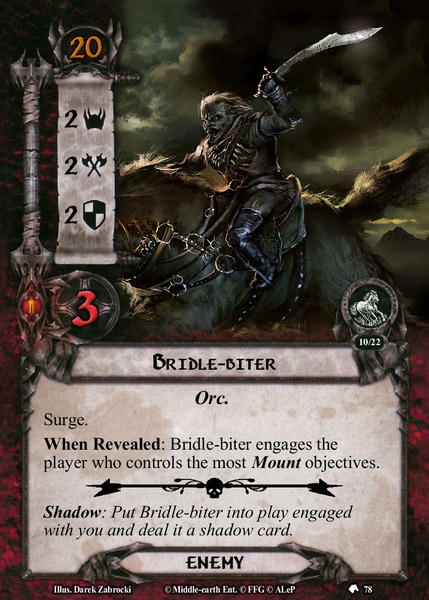 20
2
2
2
3
10/22
Bridle-biter
Orc.
Surge.
When Revealed: Bridle-biter engages the
player who controls the most Mount objectives.
Shadow: Put Bridle-biter into play engaged
with you and deal it a shadow card.
ENEMY
Illus. Darek Zabrocki © Middle-earth Ent. © FFG © ALeP 78